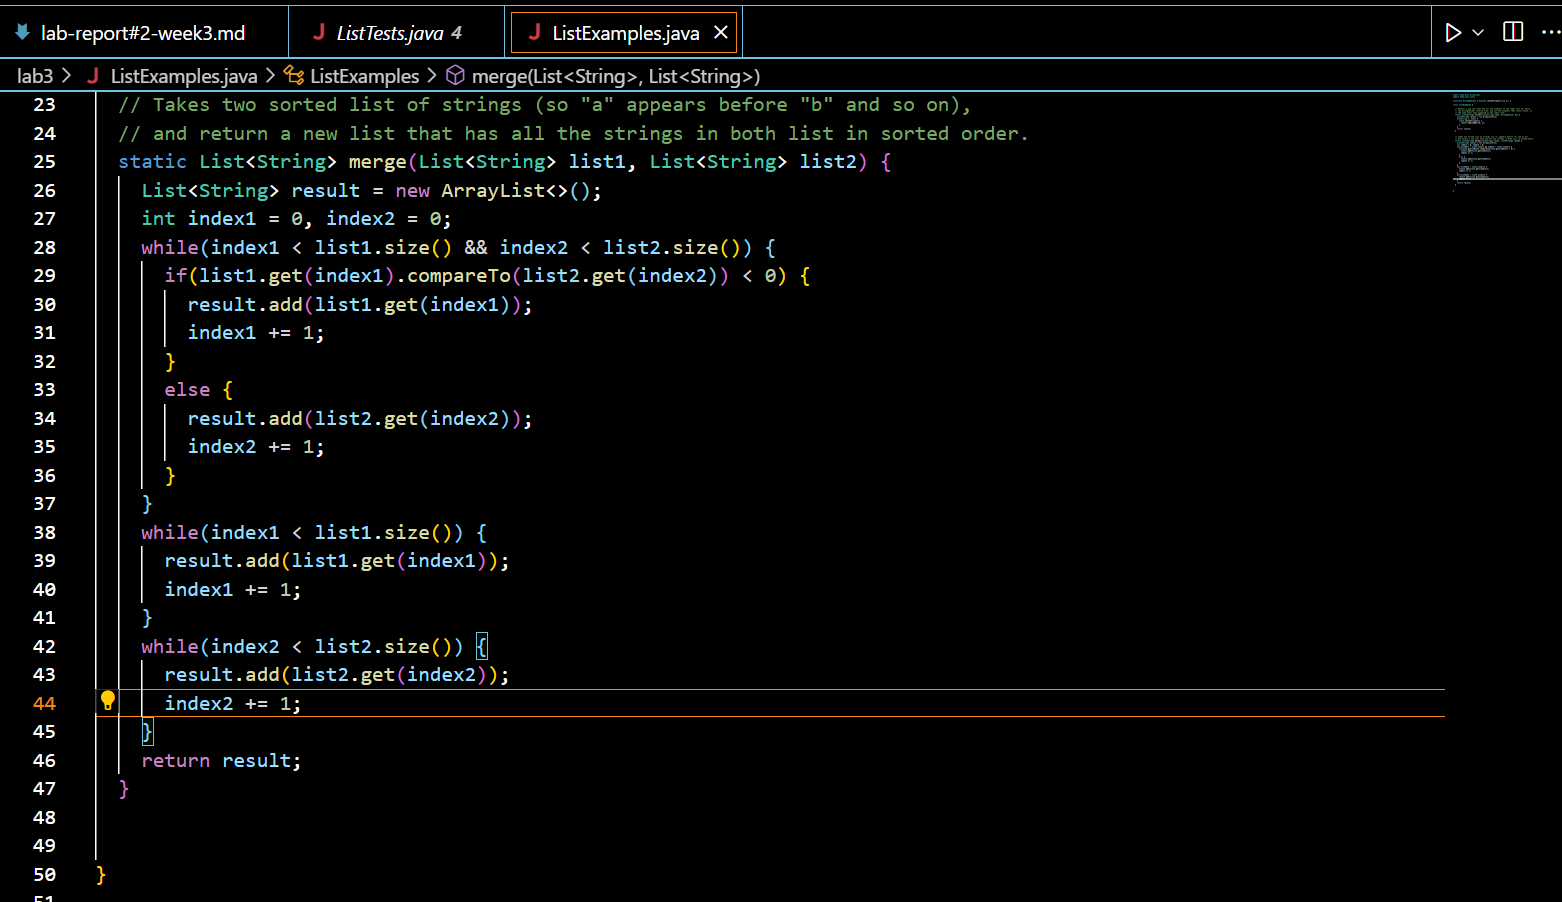 lab-report#2-week3.md J ListTests.java 4 J ListExamples.java
lab3 > J ListExamples.java > ListExamples > merge(List<String>, List<String>)
23 // Takes two sorted list of strings (so "a" appears before "b" and so on),
24 // and return a new list that has all the strings in both list in sorted order.
25 static List<String> merge(List<String> list1, List<String> list2) {
26 List<String> result = new ArrayList<>();
27 int index1 = 0, index2 = 0;
28 while(index1 < list1.size() && index2 < list2.size()) {
29 if(list1.get(index1).compareTo(list2.get(index2)) < 0) {
30 result.add(list1.get(index1));
31 index1 += 1;
32 }
33 else {
34 result.add(list2.get(index2));
35 index2 += 1;
36 }
37 }
38 while(index1 < list1.size()) {
39 result.add(list1.get(index1));
40 index1 += 1;
41 }
42 while(index2 < list2.size()) {
43 result.add(list2.get(index2));
44 index2 += 1;
45 }
46 return result;
47 }
48
49
50 }
51